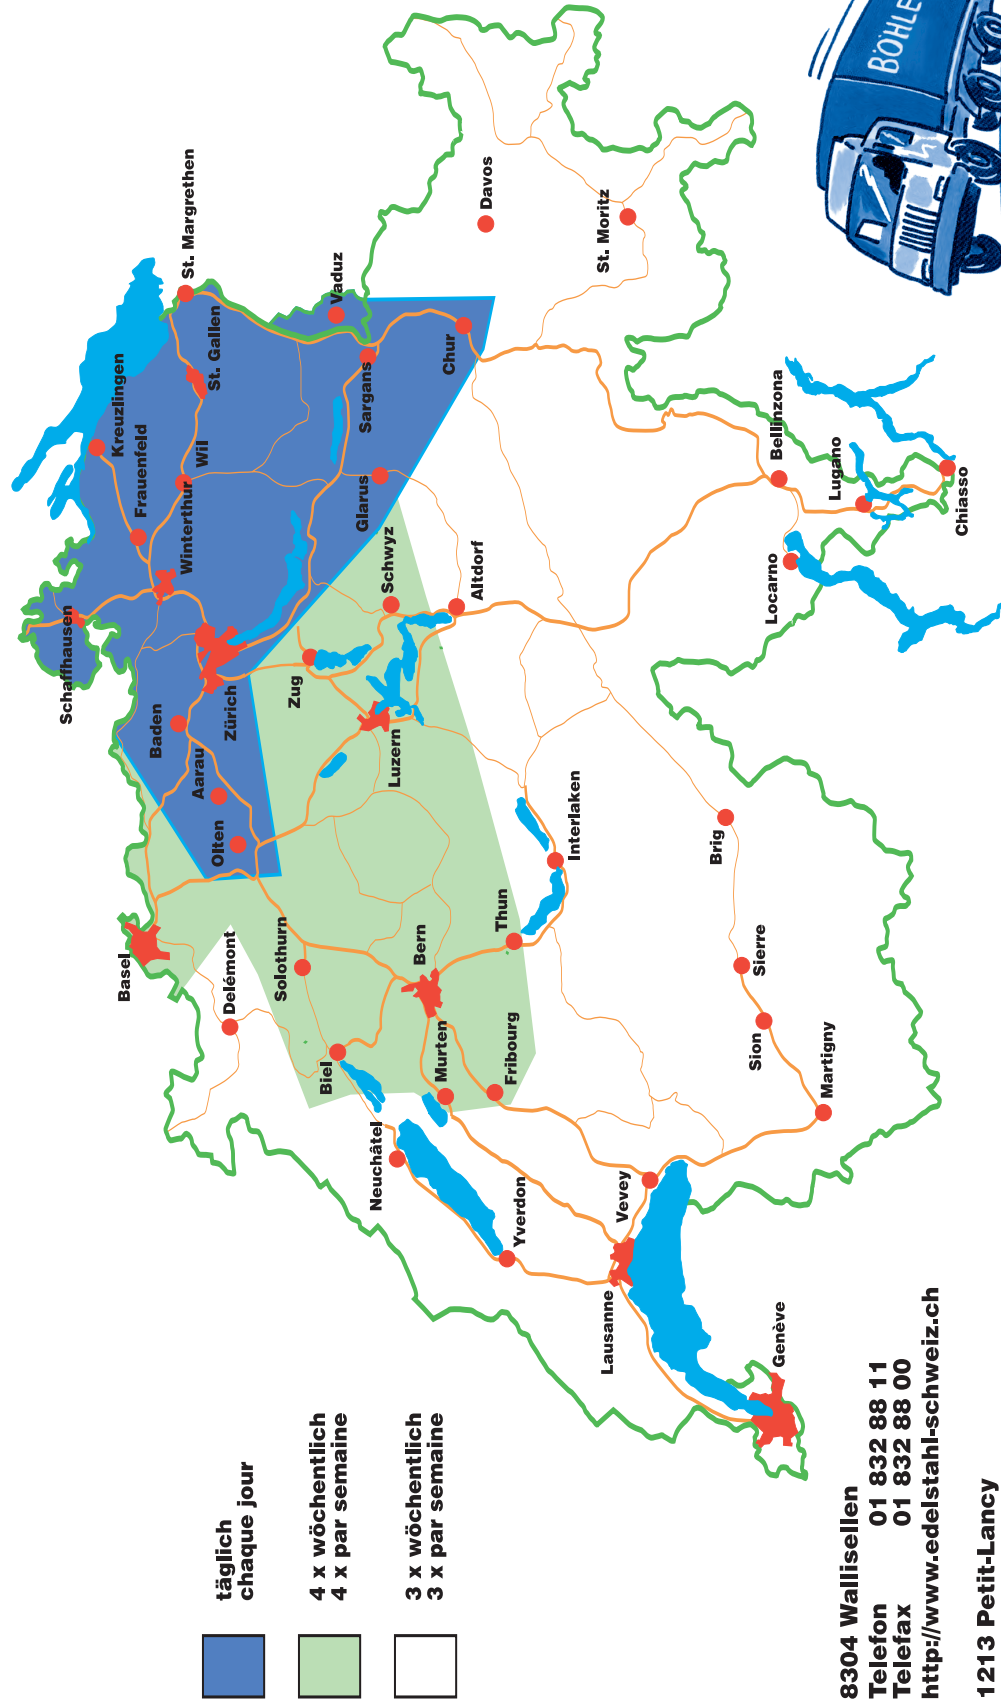 täglich
chaque jour
4 x wöchentlich
4 x par semaine
3 x wöchentlich
3 x par semaine
Schaffhausen
Kreuzlingen
St. Margrethen
Frauenfeld
Basel
Baden
Winterthur
Wil
St. Gallen
Delémont
Olten
Aarau
Zürich
Solothurn
Zug
Vaduz
Biel
Glarus
Sargans
Neuchâtel
Luzern
Schwyz
Bern
Murten
Chur
Davos
Altdorf
Thun
Fribourg
Yverdon
Interlaken
St. Moritz
Lausanne
Vevey
Brig
Sierre
Sion
Genève
Martigny
Locarno
Bellinzona
Lugano
Chiasso
BÖHLE
8304 Wallisellen
Telefon 01 832 88 11
Telefax 01 832 88 00
http://www.edelstahl-schweiz.ch
1213 Petit-Lancy